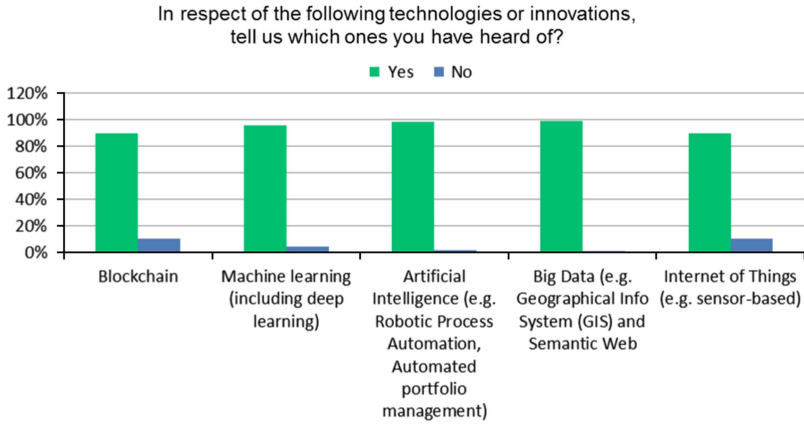 In respect of the following technologies or innovations,
tell us which ones you have heard of?
Yes No
120%
100%
80%
60%
40%
20%
0%
Blockchain
Machine learning
(including deep
learning)
Artificial
Intelligence (e.g.
Robotic Process
Automation,
Automated
portfolio
management)
Big Data (e.g.
Geographical Info
System (GIS) and
Semantic Web
Internet of Things
(e.g. sensor-based)